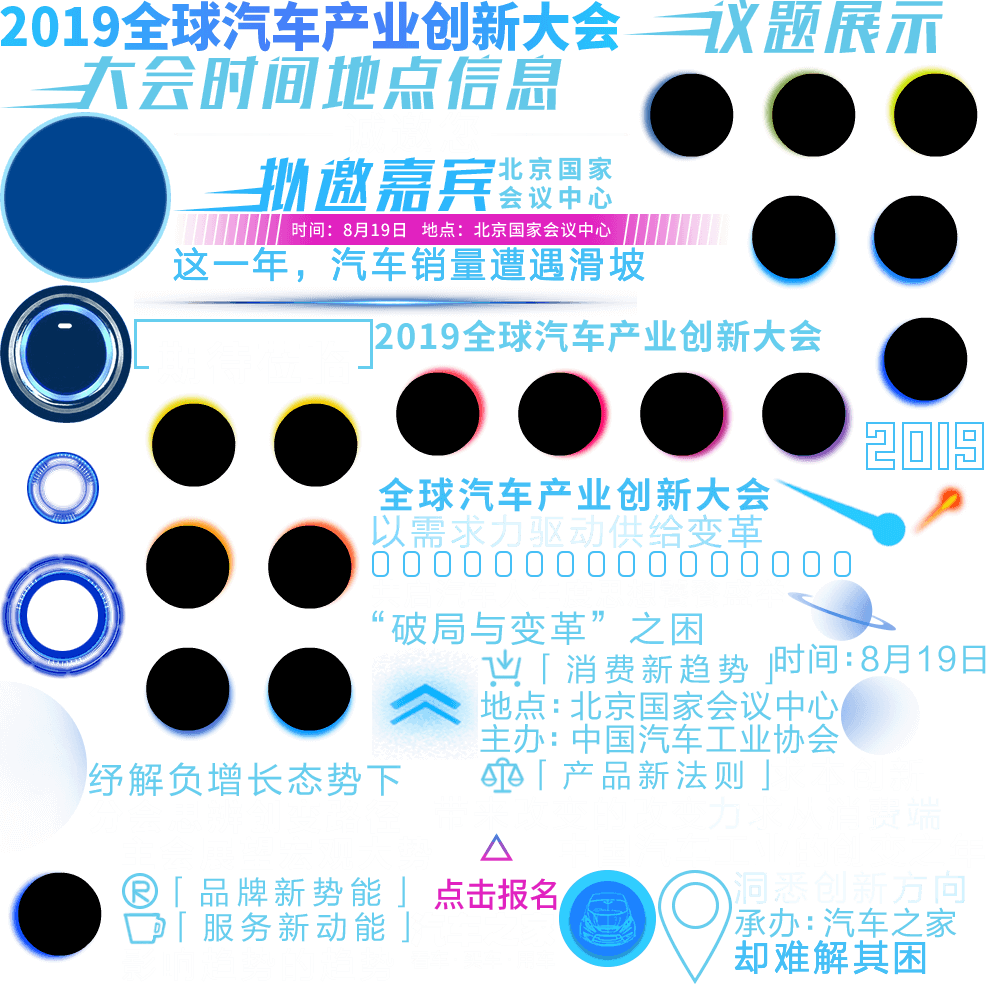 2019全球汽车产业创新大会
议题展示
大会时间地点信息
拟邀嘉宾
北京国家
会议中心
时间：8月19日 地点：北京国家会议中心
这一年，汽车销量遭遇滑坡
2019全球汽车产业创新大会
2019
全球汽车产业创新大会
以需求力驱动供给变革
“破局与变革”之困
「消费新趋势」
时间：8月19日
地点：北京国家会议中心
主办：中国汽车工业协会
「产品新法则」
纾解负增长态势下
®「品牌新势能」
「服务新动能」
点击报名
洞悉创新方向
承办：汽车之家
却难解其困